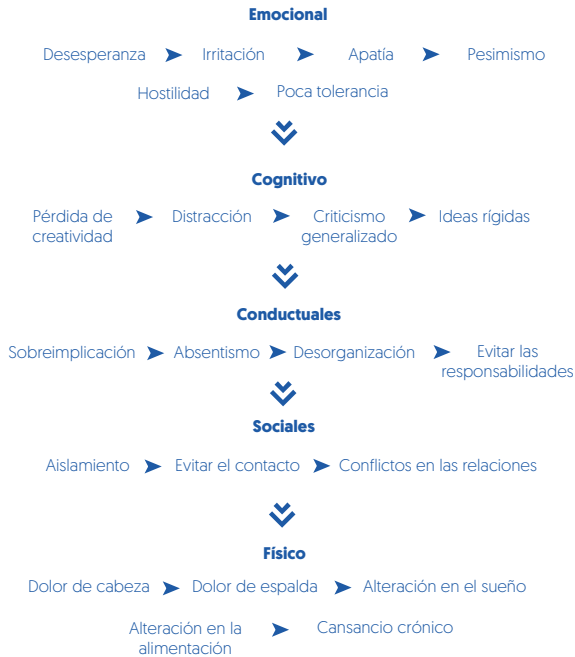 Emocional
Desesperanza Irritación Apatía Pesimismo
Hostilidad Poca tolerancia
Cognitivo
Pérdida de creatividad Distracción Criticismo generalizado Ideas rígidas
Conductuales
Sobreimplicación Absentismo Desorganización Evitar las responsabilidades
Sociales
Aislamiento Evitar el contacto Conflictos en las relaciones
Físico
Dolor de cabeza Dolor de espalda Alteración en el sueño
Alteración en la alimentación Cansancio crónico